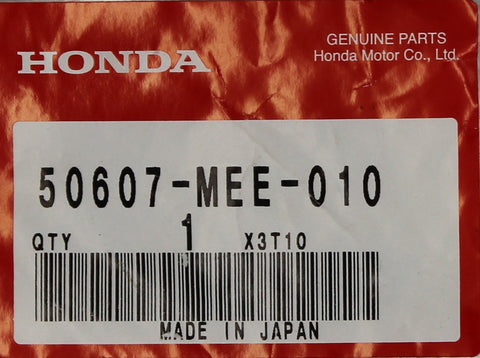 HONDA
GENUINE PARTS
Honda Motor Co., Ltd.
50607-MEE-010
QTY 1 X3T10
MADE IN JAPAN